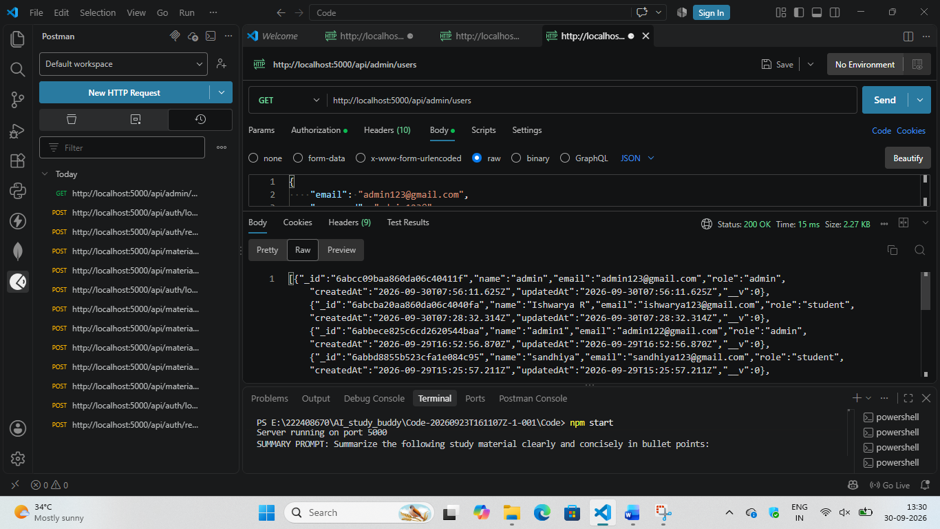 File Edit Selection View Go Run ··· Code Sign In
Postman
Welcome http://localhos... http://localhos... http://localhos...
Default workspace
http://localhost:5000/api/admin/users Save No Environment
New HTTP Request
GET http://localhost:5000/api/admin/users Send
Params Authorization Headers (10) Body Scripts Settings Code Cookies
Filter
none form-data x-www-form-urlencoded raw binary GraphQL JSON Beautify
Today
1 {
2 ····"email":·"admin123@gmail.com",
GET http://localhost:5000/api/admin/...
POST http://localhost:5000/api/auth/lo...
POST http://localhost:5000/api/auth/re...
POST http://localhost:5000/api/materia...
POST http://localhost:5000/api/materia...
POST http://localhost:5000/api/auth/lo...
POST http://localhost:5000/api/materia...
POST http://localhost:5000/api/materia...
POST http://localhost:5000/api/materia...
POST http://localhost:5000/api/materia...
POST http://localhost:5000/api/materia...
POST http://localhost:5000/api/auth/lo...
POST http://localhost:5000/api/auth/re...
Body Cookies Headers (9) Test Results Status: 200 OK Time: 15 ms Size: 2.27 KB
Pretty Raw Preview
1 [{"_id":"6abcc09baa860da06c40411f","name":"admin","email":"admin123@gmail.com","role":"admin",
"createdAt":"2026-09-30T07:56:11.625Z","updatedAt":"2026-09-30T07:56:11.625Z","__v":0},
{"_id":"6abcba20aa860da06c4040fa","name":"Ishwarya R","email":"ishwarya123@gmail.com","role":"student",
"createdAt":"2026-09-30T07:28:32.314Z","updatedAt":"2026-09-30T07:28:32.314Z","__v":0},
{"_id":"6abbece825c6cd2620544baa","name":"admin1","email":"admin122@gmail.com","role":"admin",
"createdAt":"2026-09-29T16:52:56.870Z","updatedAt":"2026-09-29T16:52:56.870Z","__v":0},
{"_id":"6abbd8855b523cfa1e084c95","name":"sandhiya","email":"sandhiya123@gmail.com","role":"student",
"createdAt":"2026-09-29T15:25:57.211Z","updatedAt":"2026-09-29T15:25:57.211Z","__v":0},
Problems Output Debug Console Terminal Ports Postman Console
PS E:\222408670\AI_study_buddy\Code-20260923T161107Z-1-001\Code> npm start
Server running on port 5000
SUMMARY PROMPT: Summarize the following study material clearly and concisely in bullet points:
powershell
powershell
powershell
powershell
0 0 Go Live
34°C
Mostly sunny
Search
ENG
IN
13:30
30-09-2026